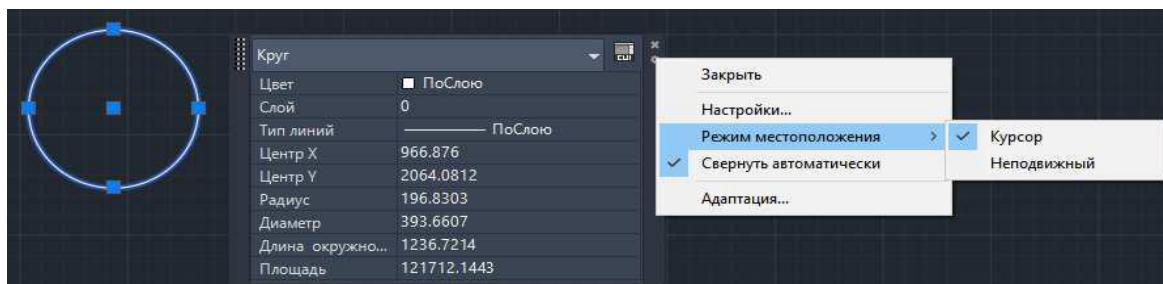 Круг
CUI
Цвет ПоСлою
Слой 0
Тип линий ПоСлою
Центр X 966.876
Центр Y 2064.0812
Радиус 196.8303
Диаметр 393.6607
Длина окружно... 1236.7214
Площадь 121712.1443
Закрыть
Настройки...
Режим местоположения
Свернуть автоматически
Адаптация...
Курсор
Неподвижный